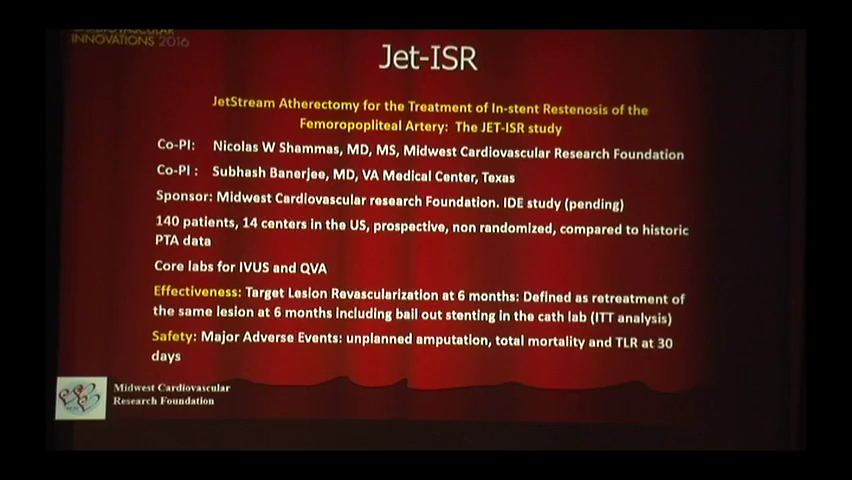 CARDIOVASCULAR
INNOVATIONS 2016
Jet-ISR
JetStream Atherectomy for the Treatment of In-stent Restenosis of the
Femoropopliteal Artery: The JET-ISR study
Co-PI: Nicolas W Shammas, MD, MS, Midwest Cardiovascular Research Foundation
Co-PI : Subhash Banerjee, MD, VA Medical Center, Texas
Sponsor: Midwest Cardiovascular research Foundation. IDE study (pending)
140 patients, 14 centers in the US, prospective, non randomized, compared to historic
PTA data
Core labs for IVUS and QVA
Effectiveness: Target Lesion Revascularization at 6 months: Defined as retreatment of
the same lesion at 6 months including bail out stenting in the cath lab (ITT analysis)
Safety: Major Adverse Events: unplanned amputation, total mortality and TLR at 30
days
Midwest Cardiovascular
Research Foundation